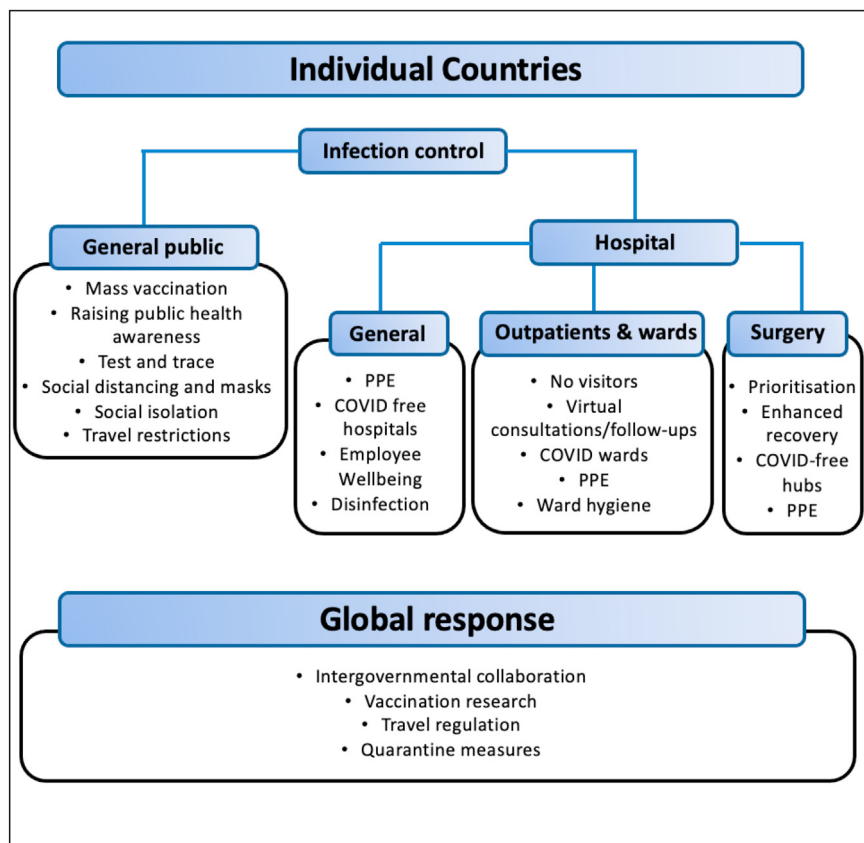 Individual Countries
Infection control
General public
• Mass vaccination
• Raising public health
awareness
• Test and trace
• Social distancing and masks
• Social isolation
• Travel restrictions
Hospital
General
• PPE
• COVID free
hospitals
• Employee
Wellbeing
• Disinfection
Outpatients & wards
• No visitors
• Virtual
consultations/follow-ups
• COVID wards
• PPE
• Ward hygiene
Surgery
• Prioritisation
• Enhanced
recovery
• COVID-free
hubs
• PPE
Global response
• Intergovernmental collaboration
• Vaccination research
• Travel regulation
• Quarantine measures